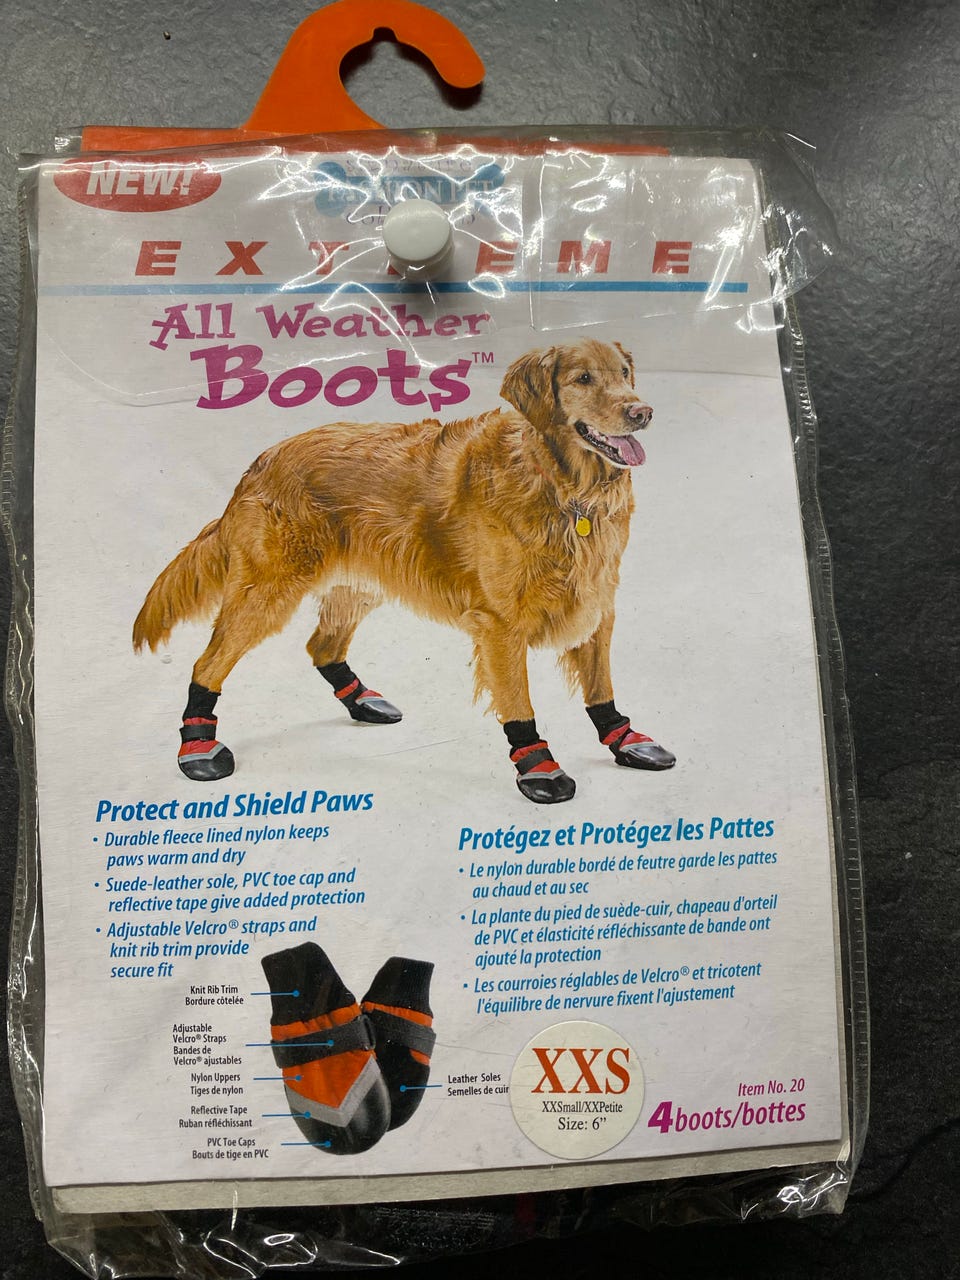 NEW!
FASHION PET
EXTREME
All Weather
Boots™
Protect and Shield Paws
• Durable fleece lined nylon keeps
paws warm and dry
• Suede-leather sole, PVC toe cap and
reflective tape give added protection
• Adjustable Velcro® straps and
knit rib trim provide
secure fit
Protégez et Protégez les Pattes
• Le nylon durable bordé de feutre garde les pattes
au chaud et au sec
• La plante du pied de suède-cuir, chapeau d'orteil
de PVC et élasticité réfléchissante de bande ont
ajouté la protection
• Les courroies réglables de Velcro® et tricotent
l'équilibre de nervure fixent l'ajustement
Knit Rib Trim
Bordure côtelée
Adjustable
Velcro® Straps
Bandes de
Velcro® ajustables
Nylon Uppers
Tiges de nylon
Reflective Tape
Ruban réfléchissant
PVC Toe Caps
Bouts de tige en PVC
Leather Soles
Semelles de cuir
XXS
XXSmall/XXPetite
Size: 6”
Item No. 20
4 boots/bottes